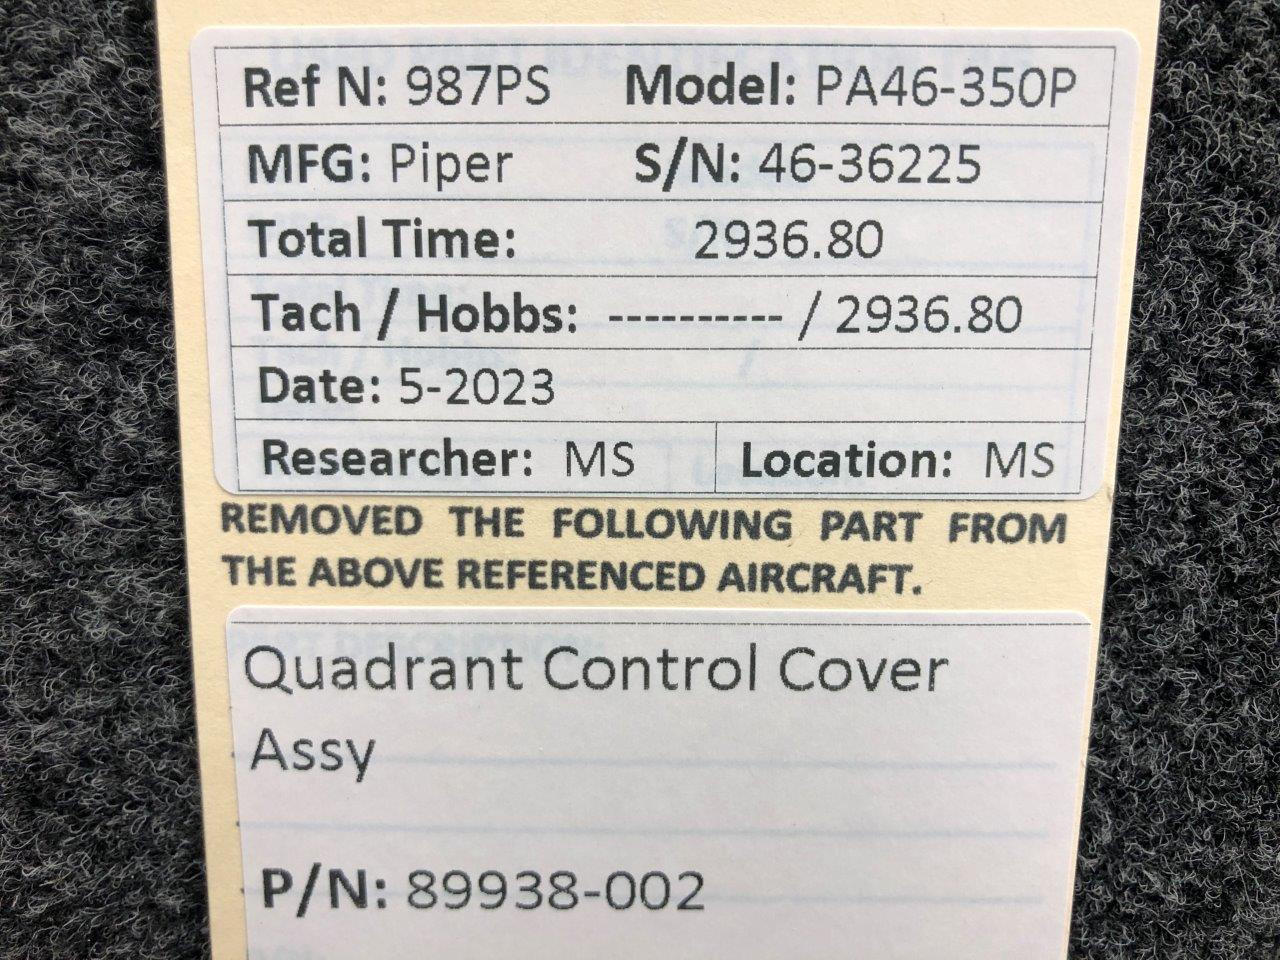 Ref N: 987PS Model: PA46-350P
MFG: Piper S/N: 46-36225
Total Time: 2936.80
Tach / Hobbs: ---------- / 2936.80
Date: 5-2023
Researcher: MS Location: MS
REMOVED THE FOLLOWING PART FROM
THE ABOVE REFERENCED AIRCRAFT.
Quadrant Control Cover
Assy
P/N: 89938-002